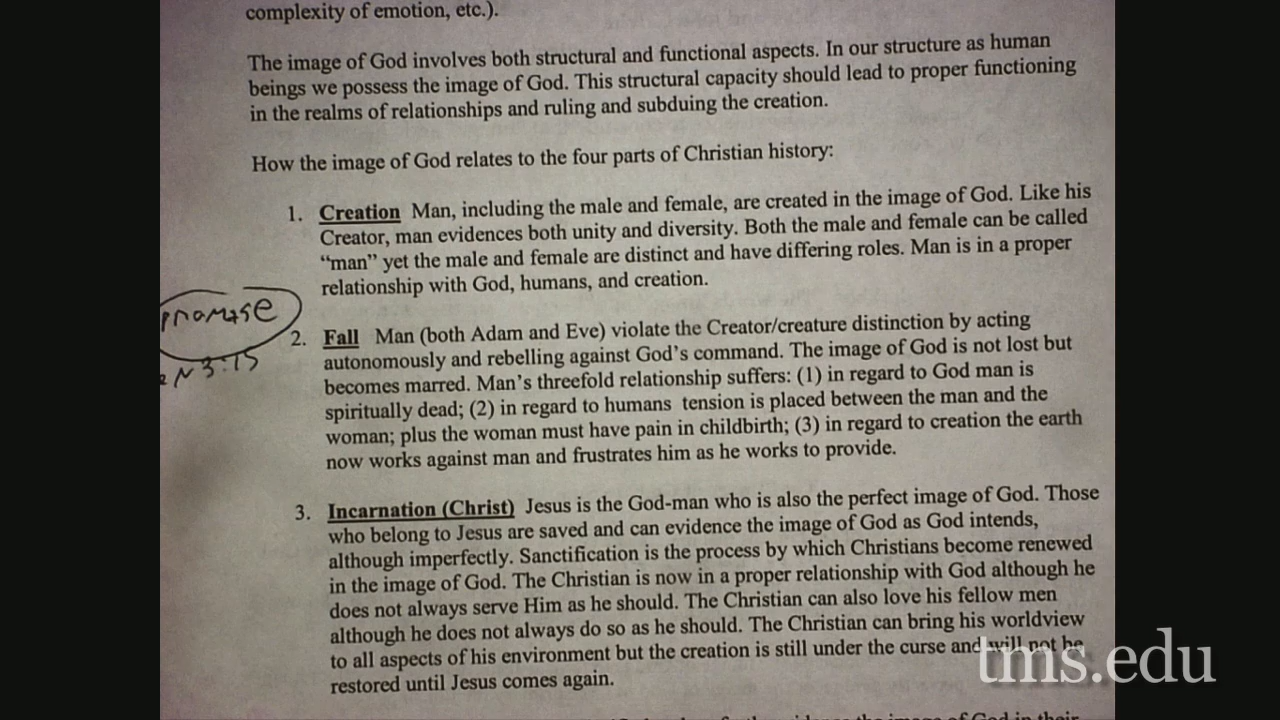 complexity of emotion, etc.).
The image of God involves both structural and functional aspects. In our structure as human
beings we possess the image of God. This structural capacity should lead to proper functioning
in the realms of relationships and ruling and subduing the creation.
How the image of God relates to the four parts of Christian history:
1. Creation Man, including the male and female, are created in the image of God. Like his
Creator, man evidences both unity and diversity. Both the male and female can be called
“man” yet the male and female are distinct and have differing roles. Man is in a proper
relationship with God, humans, and creation.
promise
3:15
2. Fall Man (both Adam and Eve) violate the Creator/creature distinction by acting
autonomously and rebelling against God’s command. The image of God is not lost but
becomes marred. Man’s threefold relationship suffers: (1) in regard to God man is
spiritually dead; (2) in regard to humans tension is placed between the man and the
woman; plus the woman must have pain in childbirth; (3) in regard to creation the earth
now works against man and frustrates him as he works to provide.
3. Incarnation (Christ) Jesus is the God-man who is also the perfect image of God. Those
who belong to Jesus are saved and can evidence the image of God as God intends,
although imperfectly. Sanctification is the process by which Christians become renewed
in the image of God. The Christian is now in a proper relationship with God although he
does not always serve Him as he should. The Christian can also love his fellow men
although he does not always do so as he should. The Christian can bring his worldview
to all aspects of his environment but the creation is still under the curse and will not be
restored until Jesus comes again.
tms.edu
the image of God in their